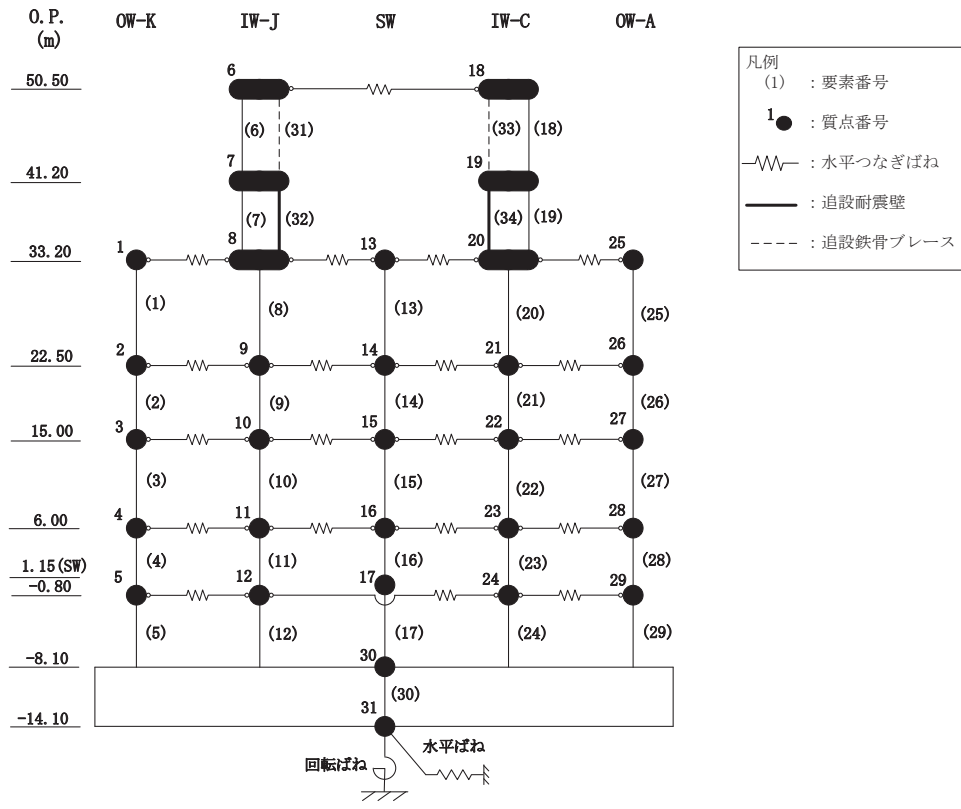 O.P.
(m)
OW-K IW-J SW IW-C OW-A
凡例
(1) : 要素番号
1 : 質点番号
: 水平つなぎばね
: 追設耐震壁
: 追設鉄骨ブレース
50.50 6 18
(6) (31) (33) (18)
41.20 7 19
(7) (32) (34) (19)
33.20 1 8 13 20 25
(1) (8) (13) (20) (25)
22.50 2 9 14 21 26
(2) (9) (14) (21) (26)
15.00 3 10 15 22 27
(3) (10) (15) (22) (27)
6.00 4 11 16 23 28
(4) (11) (16) (23) (28)
1.15(SW) 17
-0.80 5 12 24 29
(5) (12) (17) (24) (29)
-8.10 30
(30)
-14.10 31
水平ばね
回転ばね